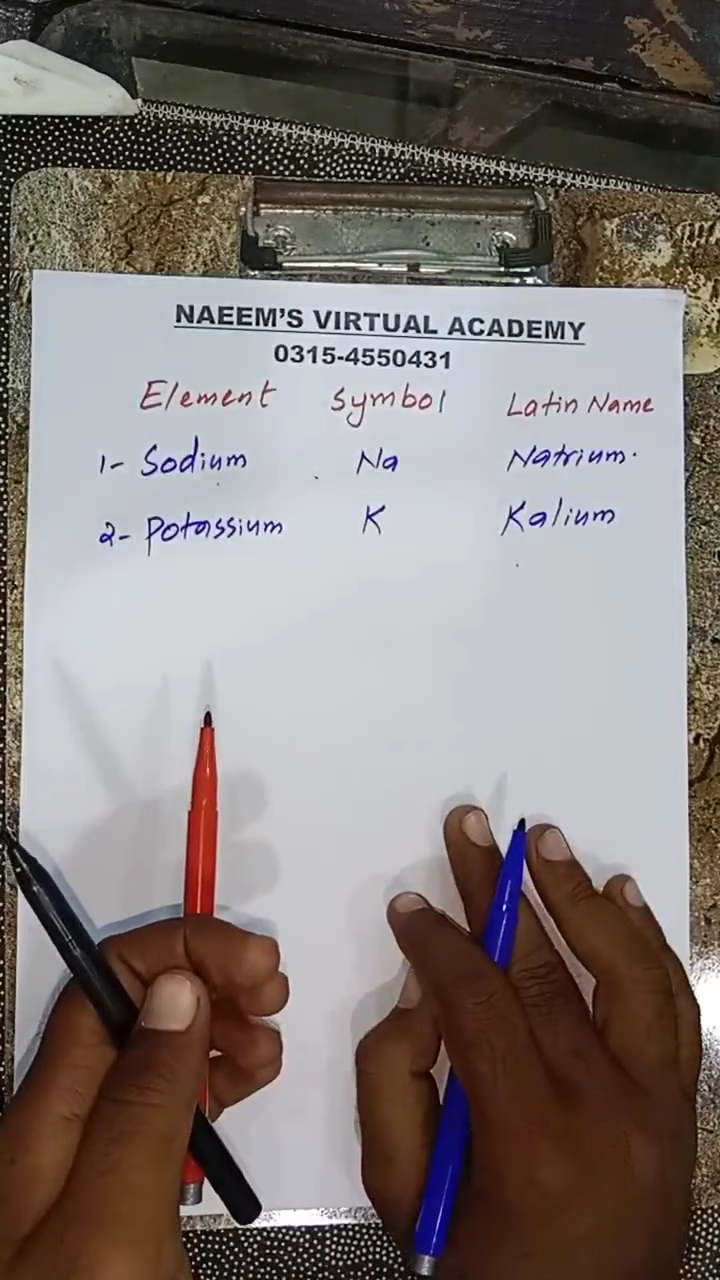 NAEEM'S VIRTUAL ACADEMY
0315-4550431
Element Symbol Latin Name
1- Sodium Na Natrium.
2- Potassium K Kalium